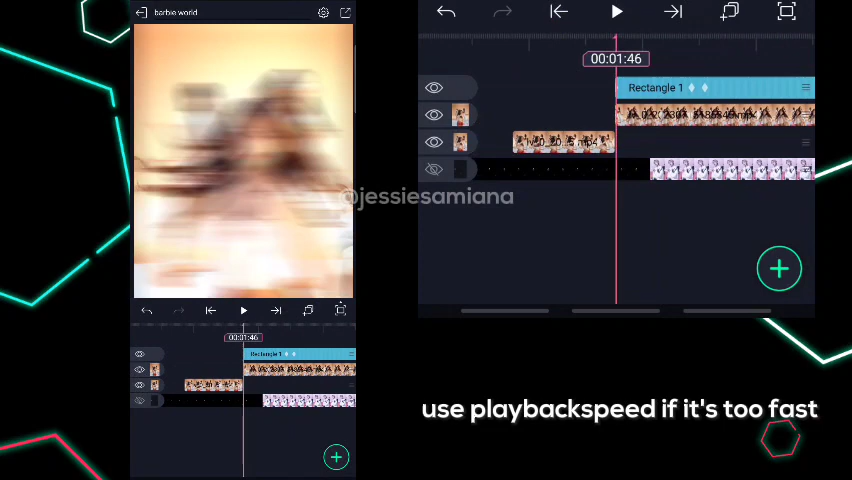 barbie world
00:01:46
Rectangle 1
@jessiesamiana
00:01:46
Rectangle 1
use playbackspeed if it's too fast